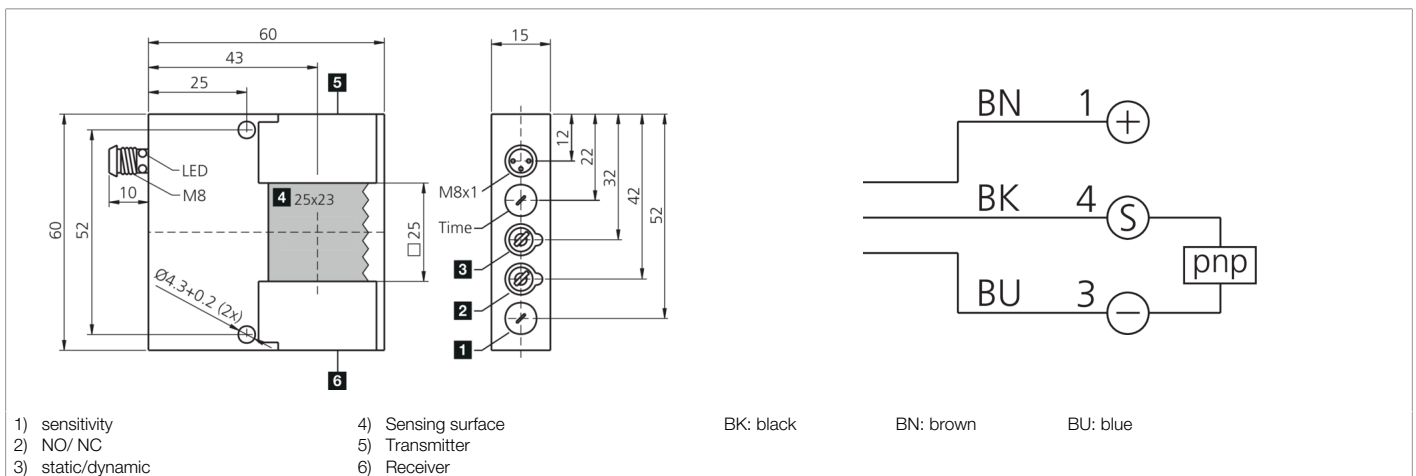 60
43
25
5
LED
M8
10
4 25x23
60
52
□ 25
Ø4.3+0.2 (2x)
6
15
12
22
32
42
52
M8x1
Time
3
2
1
BN 1
+
BK 4
S
pnp
BU 3
−
1) sensitivity
2) NO/ NC
3) static/dynamic
4) Sensing surface
5) Transmitter
6) Receiver
BK: black BN: brown BU: blue